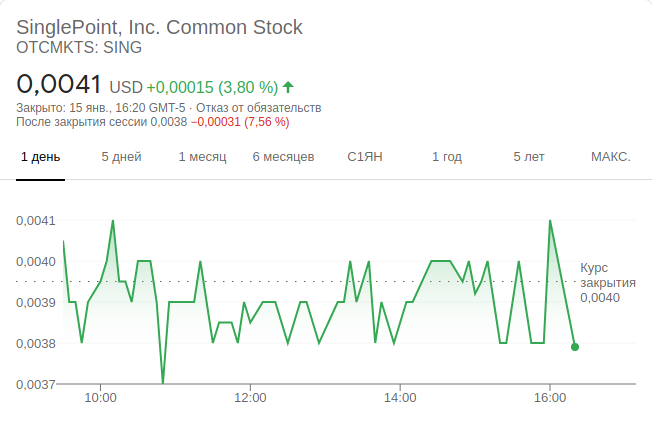 SinglePoint, Inc. Common Stock
OTCMKTS: SING
0,0041 USD +0,00015 (3,80 %)
Закрыто: 15 янв., 16:20 GMT-5 · Отказ от обязательств
После закрытия сессии 0,0038 −0,00031 (7,56 %)
1 день 5 дней 1 месяц 6 месяцев С1ЯН 1 год 5 лет МАКС.
0,0041
0,0040
0,0039
0,0038
0,0037
Курс
закрытия
0,0040
10:00 12:00 14:00 16:00